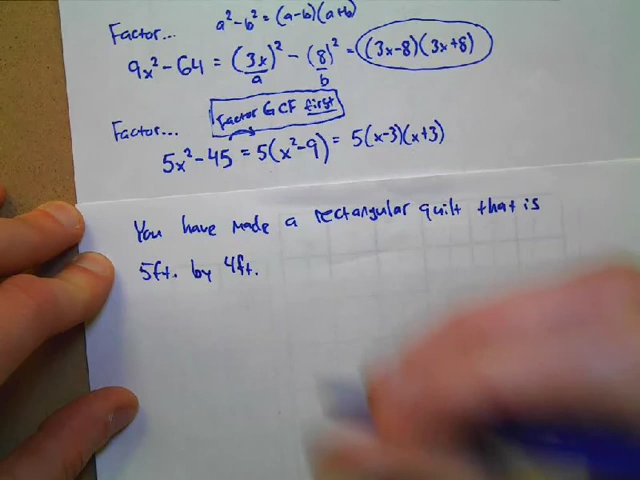 Factor... a²-b² = (a-b)(a+b)
9x²-64 = (3x)² - (8)² = (3x-8)(3x+8)
a b
Factor GCF first
Factor...
5x²-45 = 5(x²-9) = 5(x-3)(x+3)
You have made a rectangular quilt that is
5ft. by 4ft.